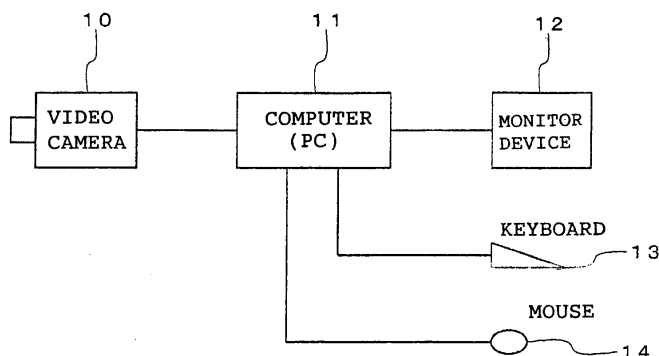 10
11
12
VIDEO
CAMERA
COMPUTER
(PC)
MONITOR
DEVICE
KEYBOARD
13
MOUSE
14